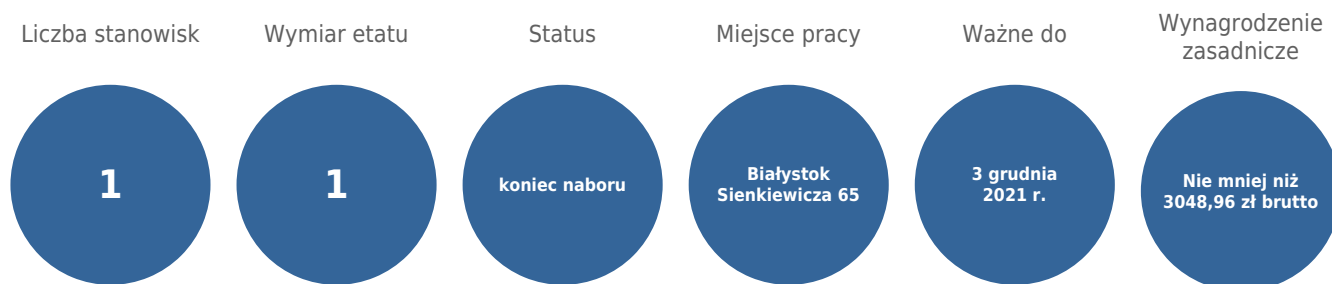 Liczba stanowisk
1
Wymiar etatu
1
Status
koniec naboru
Miejsce pracy
Białystok
Sienkiewicza 65
Ważne do
3 grudnia
2021 r.
Wynagrodzenie
zasadnicze
Nie mniej niż
3048,96 zł brutto